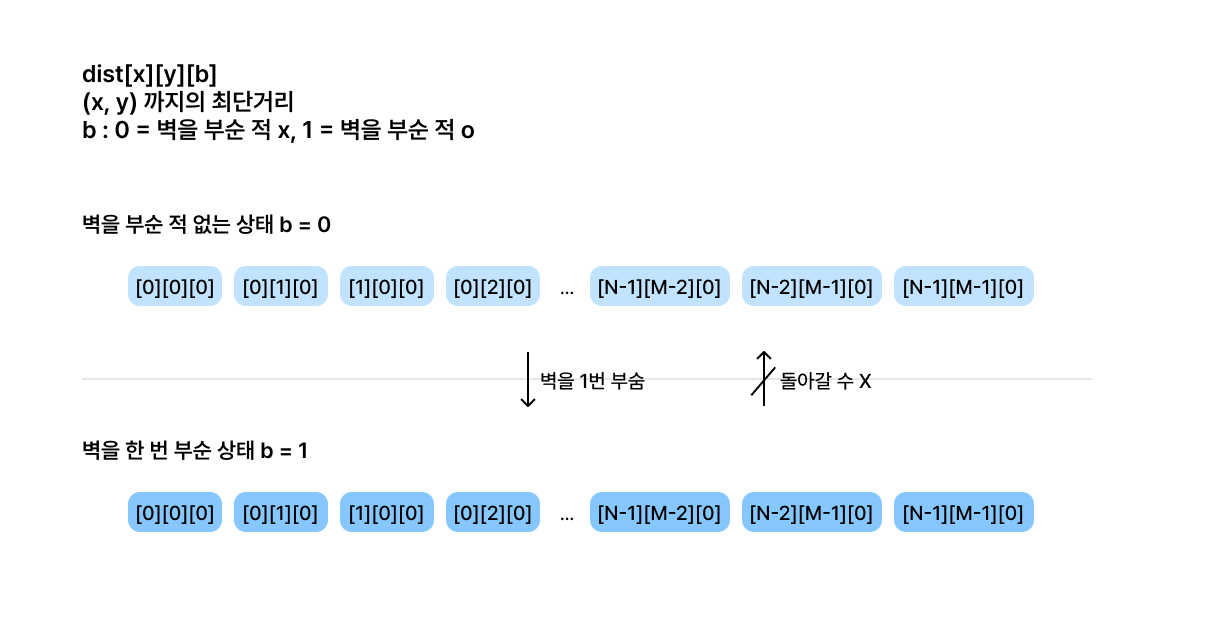 dist[x][y][b]
(x, y) 까지의 최단거리
b : 0 = 벽을 부순 적 x, 1 = 벽을 부순 적 o
벽을 부순 적 없는 상태 b = 0
[0][0][0] [0][1][0] [1][0][0] [0][2][0] ... [N-1][M-2][0] [N-2][M-1][0] [N-1][M-1][0]
벽을 1번 부숨 돌아갈 수 X
벽을 한 번 부순 상태 b = 1
[0][0][0] [0][1][0] [1][0][0] [0][2][0] ... [N-1][M-2][0] [N-2][M-1][0] [N-1][M-1][0]